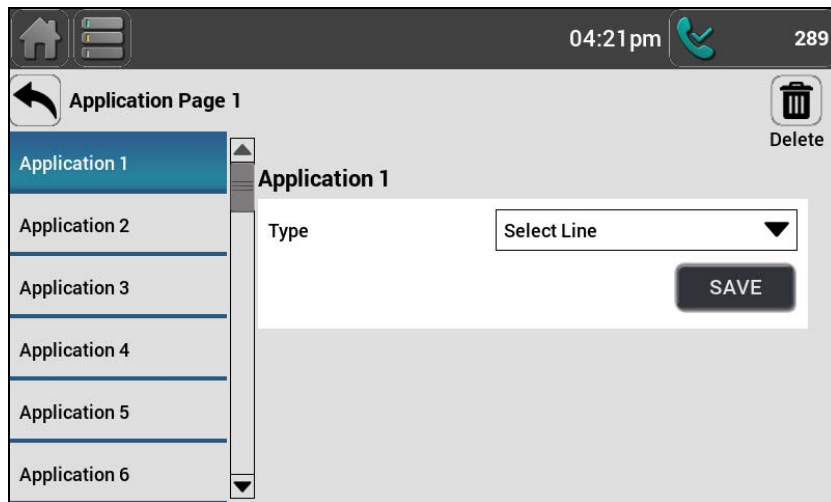 04:21pm 289
Application Page 1
Delete
Application 1
Application 2
Application 3
Application 4
Application 5
Application 6
Application 1
Type Select Line
SAVE